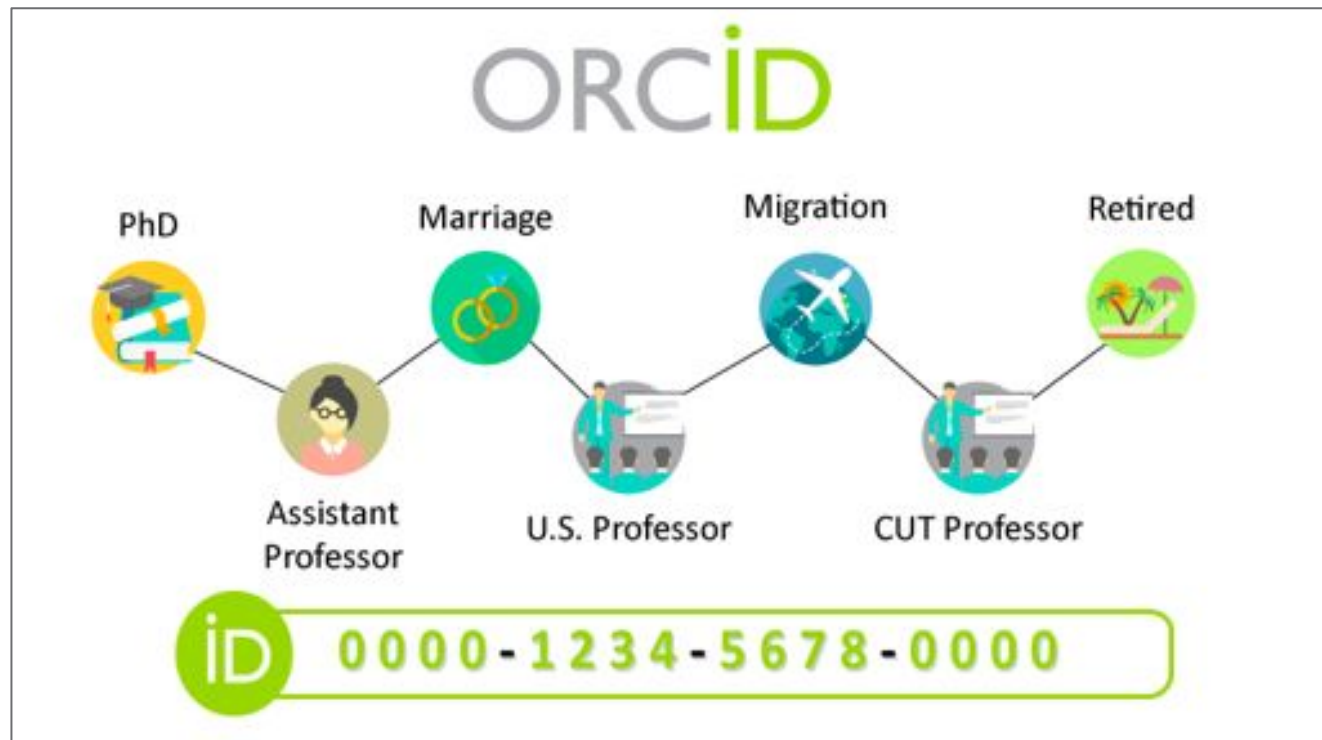 ORCiD
PhD
Marriage
Migration
Retired
Assistant
Professor
U.S. Professor
CUT Professor
iD 0000-1234-5678-0000